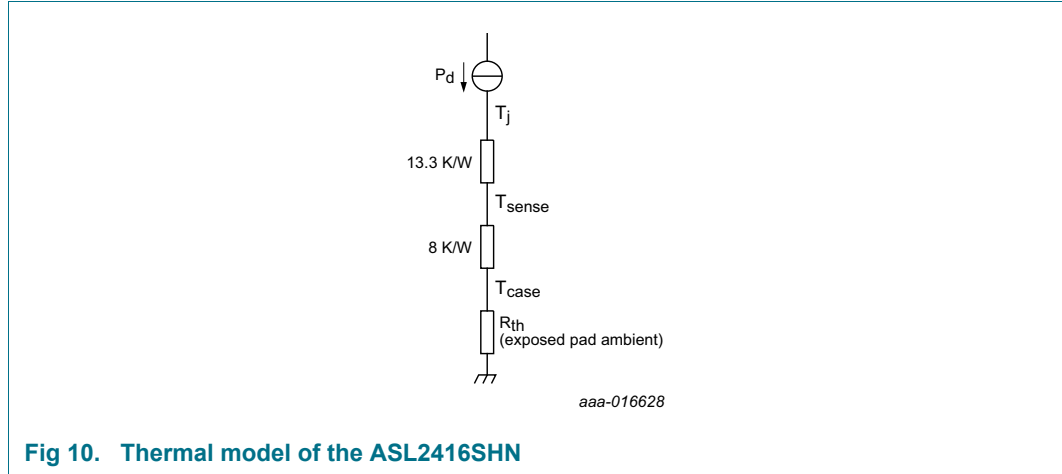 Pd
Tj
13.3 K/W
Tsense
8 K/W
Tcase
Rth
(exposed pad ambient)
aaa-016628
Fig 10. Thermal model of the ASL2416SHN